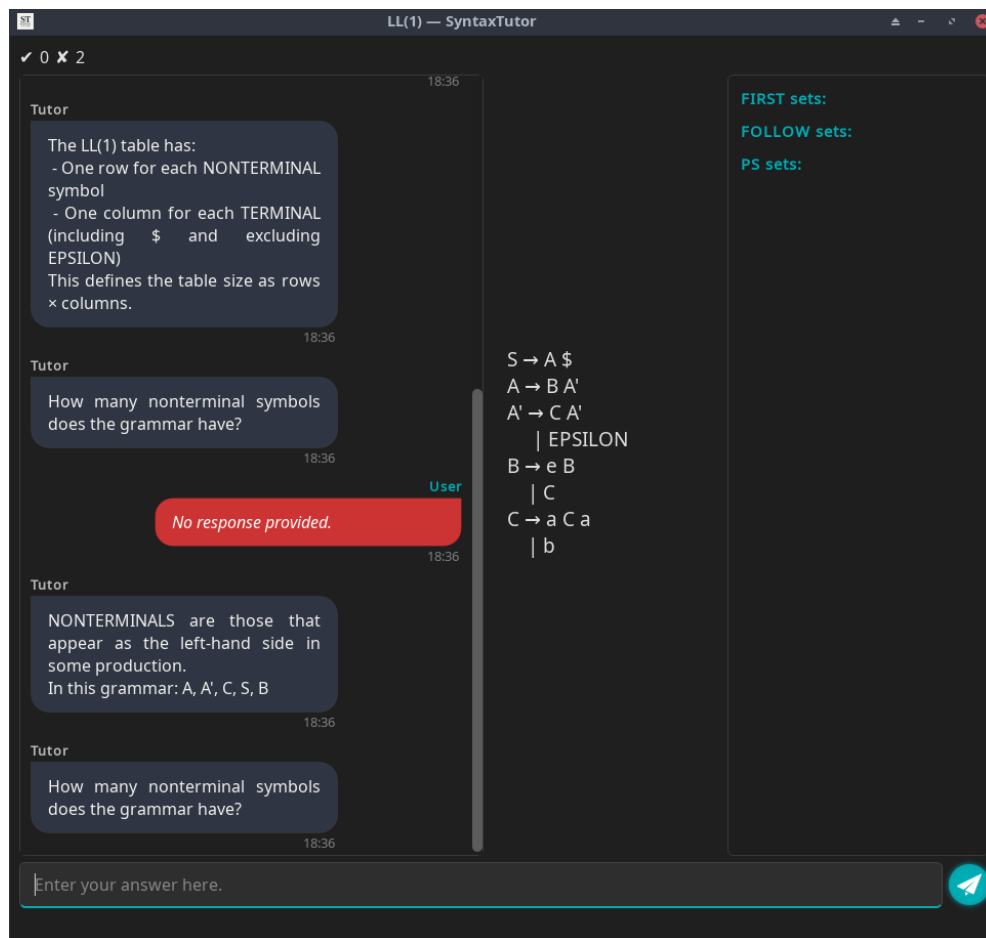 ST
LL(1) — SyntaxTutor
✔ 0 ✘ 2
18:36
Tutor
The LL(1) table has:
- One row for each NONTERMINAL
symbol
- One column for each TERMINAL
(including $ and excluding
EPSILON)
This defines the table size as rows
× columns.
18:36
Tutor
How many nonterminal symbols
does the grammar have?
18:36
User
No response provided.
18:36
Tutor
NONTERMINALS are those that
appear as the left-hand side in
some production.
In this grammar: A, A', C, S, B
18:36
Tutor
How many nonterminal symbols
does the grammar have?
18:36
Enter your answer here.
S → A $
A → B A'
A' → C A'
| EPSILON
B → e B
| C
C → a C a
| b
FIRST sets:
FOLLOW sets:
PS sets: